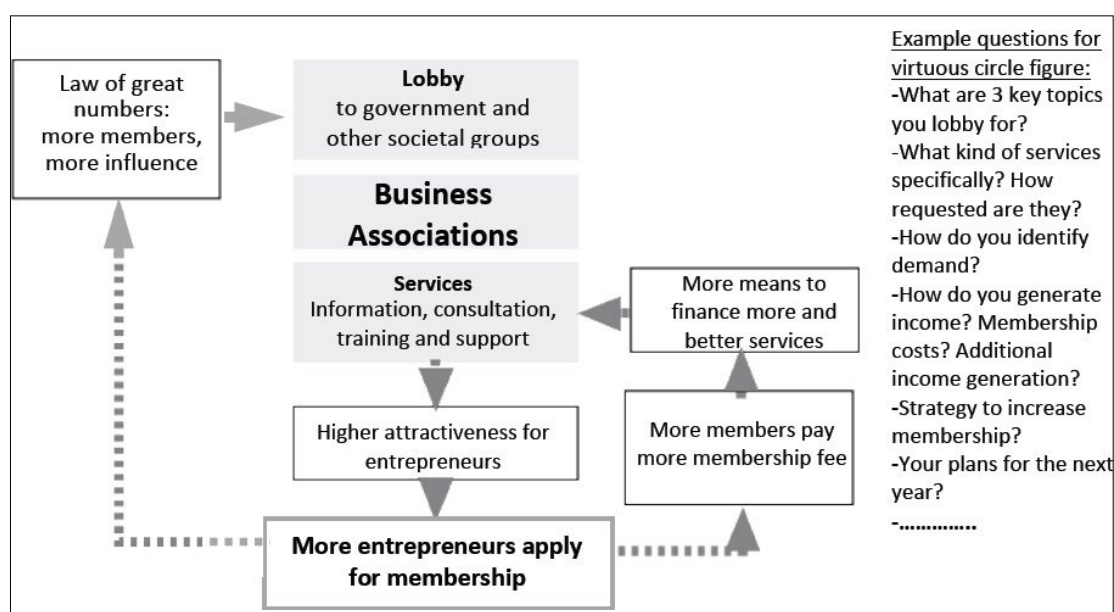 Law of great
numbers:
more members,
more influence
Lobby
to government and
other societal groups
Business
Associations
Services
Information, consultation,
training and support
More means to
finance more and
better services
Higher attractiveness for
entrepreneurs
More members pay
more membership fee
More entrepreneurs apply
for membership
Example questions for
virtuous circle figure:
-What are 3 key topics
you lobby for?
-What kind of services
specifically? How
requested are they?
-How do you identify
demand?
-How do you generate
income? Membership
costs? Additional
income generation?
-Strategy to increase
membership?
-Your plans for the next
year?
-…………..